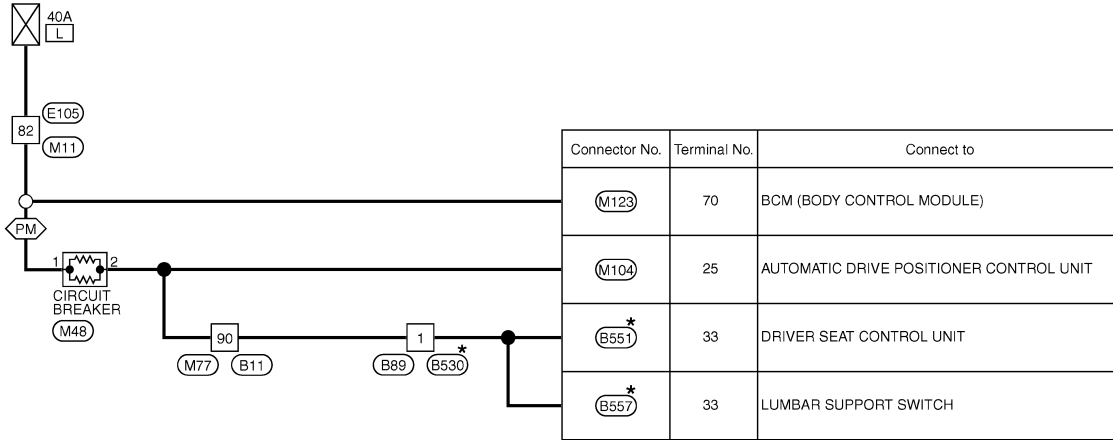 40A
L
E105
82
M11
Connector No. Terminal No. Connect to
M123 70 BCM (BODY CONTROL MODULE)
PM
1 2
M104 25 AUTOMATIC DRIVE POSITIONER CONTROL UNIT
CIRCUIT
BREAKER
M48
90 1 *
M77 B11 B89 B530
*
B551 33 DRIVER SEAT CONTROL UNIT
*
B557 33 LUMBAR SUPPORT SWITCH